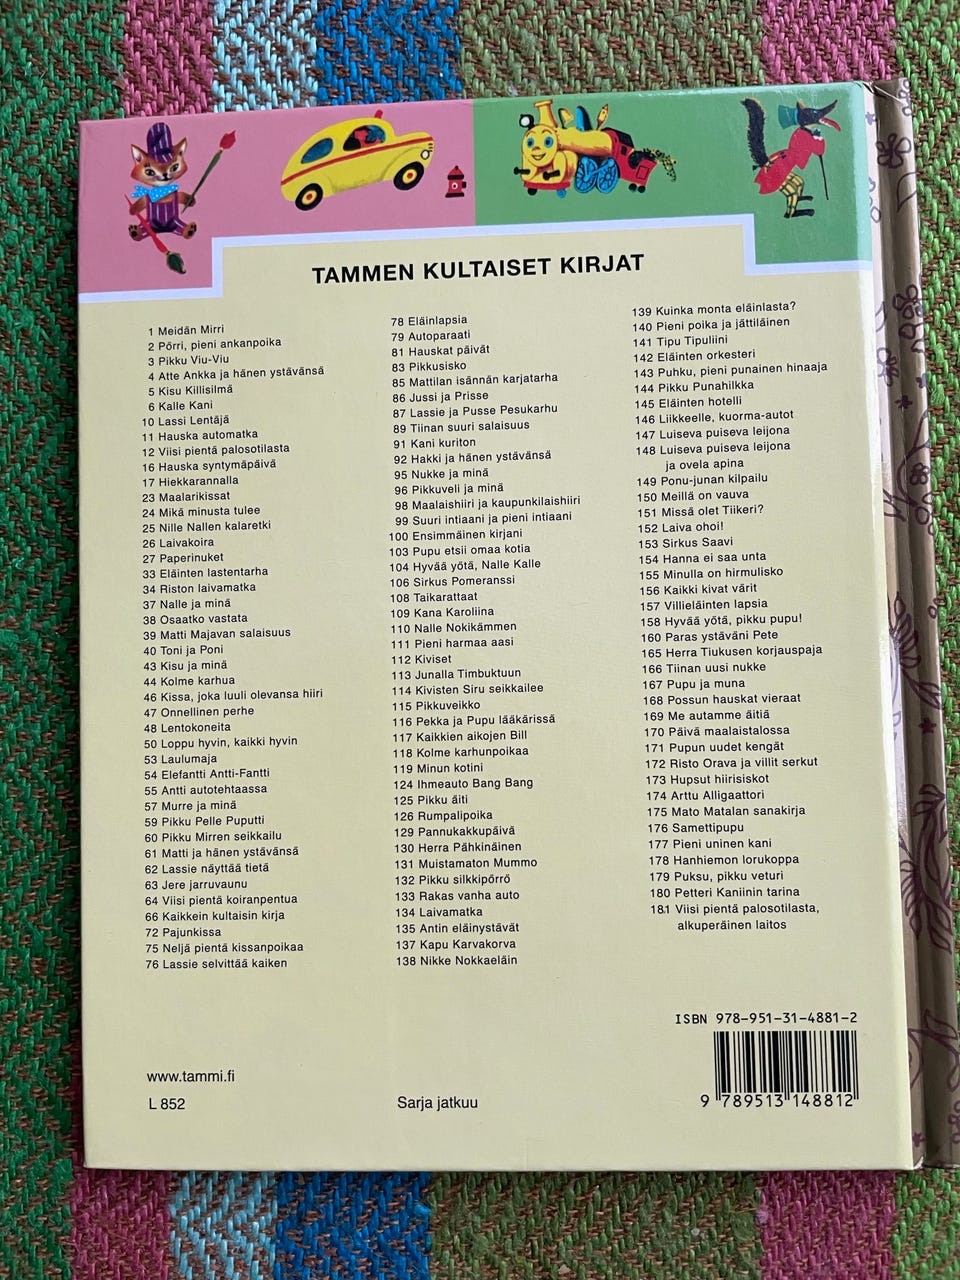 TAMMEN KULTAISET KIRJAT
1 Meidän Mirri
2 Pörri, pieni ankanpoika
3 Pikku Viu-Viu
4 Atte Ankka ja hänen ystävänsä
5 Kisu Killisilmä
6 Kalle Kani
10 Lassi Lentäjä
11 Hauska automatka
12 Viisi pientä palosotilasta
16 Hauska syntymäpäivä
17 Hiekkarannalla
23 Maalarikissat
24 Mikä minusta tulee
25 Nille Nallen kalaretki
26 Laivakoira
27 Paperinuket
33 Eläinten lastentarha
34 Riston laivamatka
37 Nalle ja minä
38 Osaatko vastata
39 Matti Majavan salaisuus
40 Toni ja Poni
43 Kisu ja minä
44 Kolme karhua
46 Kissa, joka luuli olevansa hiiri
47 Onnellinen perhe
48 Lentokoneita
50 Loppu hyvin, kaikki hyvin
53 Laulumaja
54 Elefantti Antti-Fantti
55 Antti autotehtaassa
57 Murre ja minä
59 Pikku Pelle Puputti
60 Pikku Mirren seikkailu
61 Matti ja hänen ystävänsä
62 Lassie näyttää tietä
63 Jere jarruvaunu
64 Viisi pientä koiranpentua
66 Kaikkein kultaisin kirja
72 Pajunkissa
75 Neljä pientä kissanpoikaa
76 Lassie selvittää kaiken
78 Eläinlapsia
79 Autoparaati
81 Hauskat päivät
83 Pikkusisko
85 Mattilan isännän karjatarha
86 Jussi ja Prisse
87 Lassie ja Pusse Pesukarhu
89 Tiinan suuri salaisuus
91 Kani kuriton
92 Hakki ja hänen ystävänsä
95 Nukke ja minä
96 Pikkuveli ja minä
98 Maalaishiiri ja kaupunkilaishiiri
99 Suuri intiaani ja pieni intiaani
100 Ensimmäinen kirjani
103 Pupu etsii omaa kotia
104 Hyvää yötä, Nalle Kalle
106 Sirkus Pomeranssi
108 Taikarattaat
109 Kana Karoliina
110 Nalle Nokikämmen
111 Pieni harmaa aasi
112 Kiviset
113 Junalla Timbuktuun
114 Kivisten Siru seikkailee
115 Pikkuveikko
116 Pekka ja Pupu lääkärissä
117 Kaikkien aikojen Bill
118 Kolme karhunpoikaa
119 Minun kotini
124 Ihmeauto Bang Bang
125 Pikku äiti
126 Rumpalipoika
129 Pannukakkupäivä
130 Herra Pähkinäinen
131 Muistamaton Mummo
132 Pikku silkkipörrö
133 Rakas vanha auto
134 Laivamatka
135 Antin eläinystävät
137 Kapu Karvakorva
138 Nikke Nokkaeläin
139 Kuinka monta eläinlasta?
140 Pieni poika ja jättiläinen
141 Tipu Tipuliini
142 Eläinten orkesteri
143 Puhku, pieni punainen hinaaja
144 Pikku Punahilkka
145 Eläinten hotelli
146 Liikkeelle, kuorma-autot
147 Luiseva puiseva leijona
148 Luiseva puiseva leijona
ja ovela apina
149 Ponu-junan kilpailu
150 Meillä on vauva
151 Missä olet Tiikeri?
152 Laiva ohoi!
153 Sirkus Saavi
154 Hanna ei saa unta
155 Minulla on hirmulisko
156 Kaikki kivat värit
157 Villieläinten lapsia
158 Hyvää yötä, pikku pupu!
160 Paras ystäväni Pete
165 Herra Tiukusen korjauspaja
166 Tiinan uusi nukke
167 Pupu ja muna
168 Possun hauskat vieraat
169 Me autamme äitiä
170 Päivä maalaistalossa
171 Pupun uudet kengät
172 Risto Orava ja villit serkut
173 Hupsut hiirisiskot
174 Arttu Alligaattori
175 Mato Matalan sanakirja
176 Samettipupu
177 Pieni uninen kani
178 Hanhiemon lorukoppa
179 Puksu, pikku veturi
180 Petteri Kaniinin tarina
181 Viisi pientä palosotilasta,
alkuperäinen laitos
ISBN 978-951-31-4881-2
9 789513 148812
www.tammi.fi
L 852
Sarja jatkuu